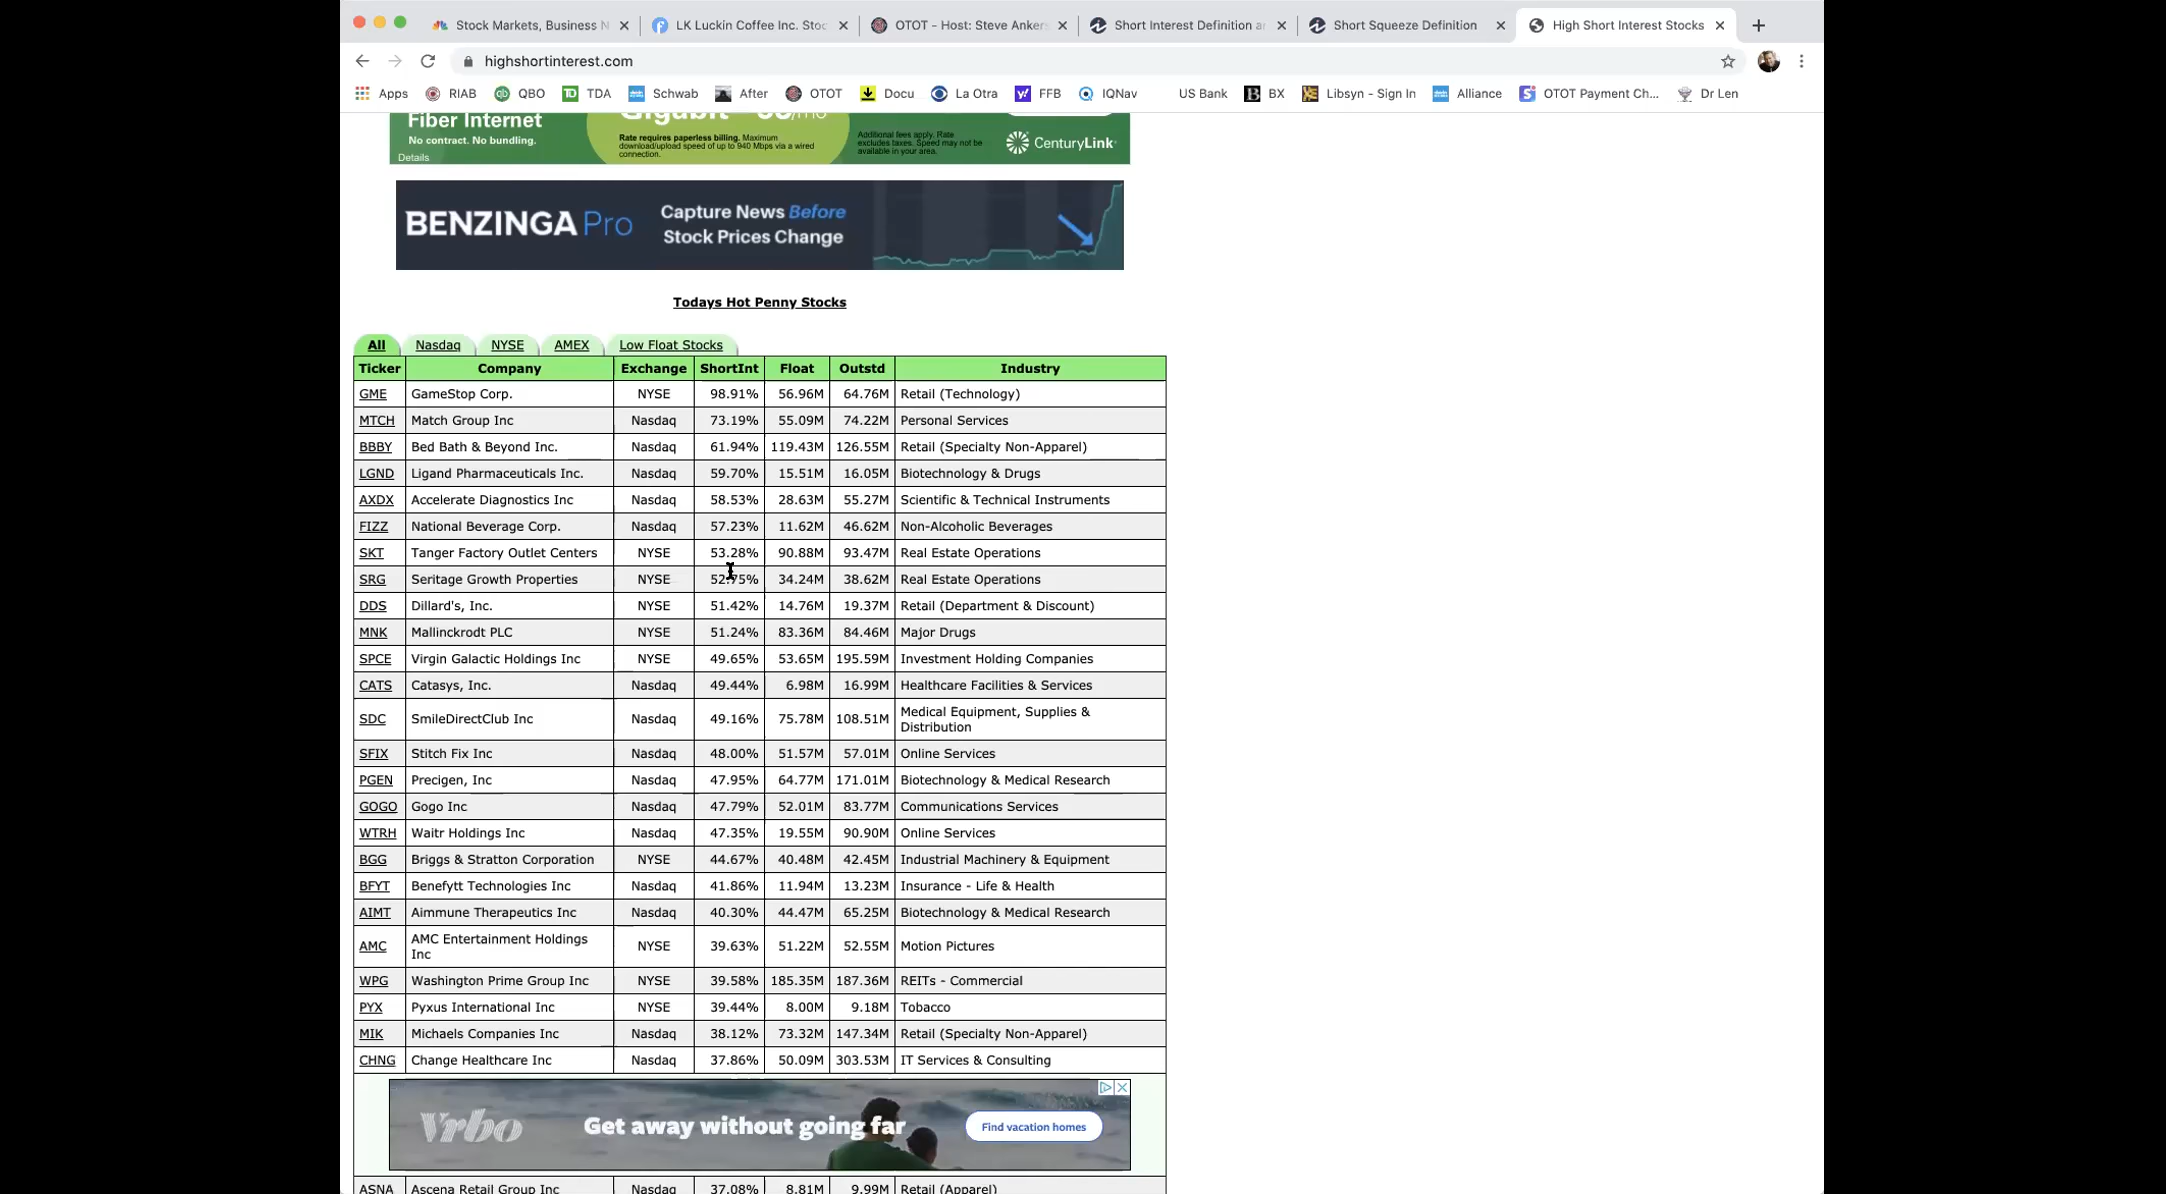 Stock Markets, Business N
LK Luckin Coffee Inc. Stoc
OTOT - Host: Steve Ankers
Short Interest Definition a
Short Squeeze Definition
High Short Interest Stocks
highshortinterest.com
Apps RIAB QBO TDA Schwab After OTOT Docu La Otra FFB IQNav US Bank BX Libsyn - Sign In Alliance OTOT Payment Ch... Dr Len
Fiber Internet
No contract. No bundling.
Details
Gigabit
/mo
Rate requires paperless billing. Maximum
download/upload speed of up to 940 Mbps via a wired
connection.
Additional fees apply. Rate
excludes taxes. Speed may not be
available in your area.
CenturyLink
BENZINGA Pro
Capture News Before
Stock Prices Change
Todays Hot Penny Stocks
All Nasdaq NYSE AMEX Low Float Stocks
Ticker Company Exchange ShortInt Float Outstd Industry
GME GameStop Corp. NYSE 98.91% 56.96M 64.76M Retail (Technology)
MTCH Match Group Inc Nasdaq 73.19% 55.09M 74.22M Personal Services
BBBY Bed Bath & Beyond Inc. Nasdaq 61.94% 119.43M 126.55M Retail (Specialty Non-Apparel)
LGND Ligand Pharmaceuticals Inc. Nasdaq 59.70% 15.51M 16.05M Biotechnology & Drugs
AXDX Accelerate Diagnostics Inc Nasdaq 58.53% 28.63M 55.27M Scientific & Technical Instruments
FIZZ National Beverage Corp. Nasdaq 57.23% 11.62M 46.62M Non-Alcoholic Beverages
SKT Tanger Factory Outlet Centers NYSE 53.28% 90.88M 93.47M Real Estate Operations
SRG Seritage Growth Properties NYSE 52.75% 34.24M 38.62M Real Estate Operations
DDS Dillard's, Inc. NYSE 51.42% 14.76M 19.37M Retail (Department & Discount)
MNK Mallinckrodt PLC NYSE 51.24% 83.36M 84.46M Major Drugs
SPCE Virgin Galactic Holdings Inc NYSE 49.65% 53.65M 195.59M Investment Holding Companies
CATS Catasys, Inc. Nasdaq 49.44% 6.98M 16.99M Healthcare Facilities & Services
SDC SmileDirectClub Inc Nasdaq 49.16% 75.78M 108.51M Medical Equipment, Supplies &
Distribution
SFIX Stitch Fix Inc Nasdaq 48.00% 51.57M 57.01M Online Services
PGEN Precigen, Inc Nasdaq 47.95% 64.77M 171.01M Biotechnology & Medical Research
GOGO Gogo Inc Nasdaq 47.79% 52.01M 83.77M Communications Services
WTRH Waitr Holdings Inc Nasdaq 47.35% 19.55M 90.90M Online Services
BGG Briggs & Stratton Corporation NYSE 44.67% 40.48M 42.45M Industrial Machinery & Equipment
BFYT Benefytt Technologies Inc Nasdaq 41.86% 11.94M 13.23M Insurance - Life & Health
AIMT Aimmune Therapeutics Inc Nasdaq 40.30% 44.47M 65.25M Biotechnology & Medical Research
AMC AMC Entertainment Holdings
Inc NYSE 39.63% 51.22M 52.55M Motion Pictures
WPG Washington Prime Group Inc NYSE 39.58% 185.35M 187.36M REITs - Commercial
PYX Pyxus International Inc NYSE 39.44% 8.00M 9.18M Tobacco
MIK Michaels Companies Inc Nasdaq 38.12% 73.32M 147.34M Retail (Specialty Non-Apparel)
CHNG Change Healthcare Inc Nasdaq 37.86% 50.09M 303.53M IT Services & Consulting
Vrbo
Get away without going far
Find vacation homes
ASNA Ascena Retail Group Inc Nasdaq 37.08% 8.81M 9.99M Retail (Apparel)